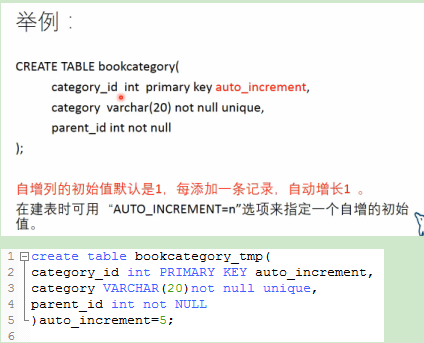 举例：
CREATE TABLE bookcategory(
category_id  int  primary key auto_increment,
category  varchar(20) not null unique,
parent_id int not null
);
自增列的初始值默认是1，每添加一条记录，自动增长1 。
在建表时可用 “AUTO_INCREMENT=n”选项来指定一个自增的初始
值。
1 create table bookcategory_tmp(
2 category_id int PRIMARY KEY auto_increment,
3 category VARCHAR(20)not null unique,
4 parent_id int not NULL
5 )auto_increment=5;
6